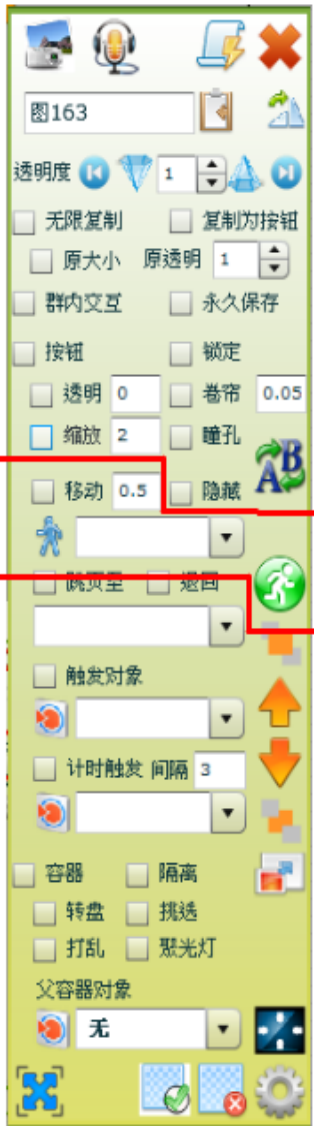 图163
透明度 1
无限复制 复制为按钮
原大小 原透明 1
群内交互 永久保存
按钮 锁定
透明 0 卷帘 0.05
缩放 2 瞳孔
AB
移动 0.5 隐藏
跳页至 退回
触发对象
计时触发 间隔 3
容器 隔离
转盘 挑选
打乱 聚光灯
父容器对象
无